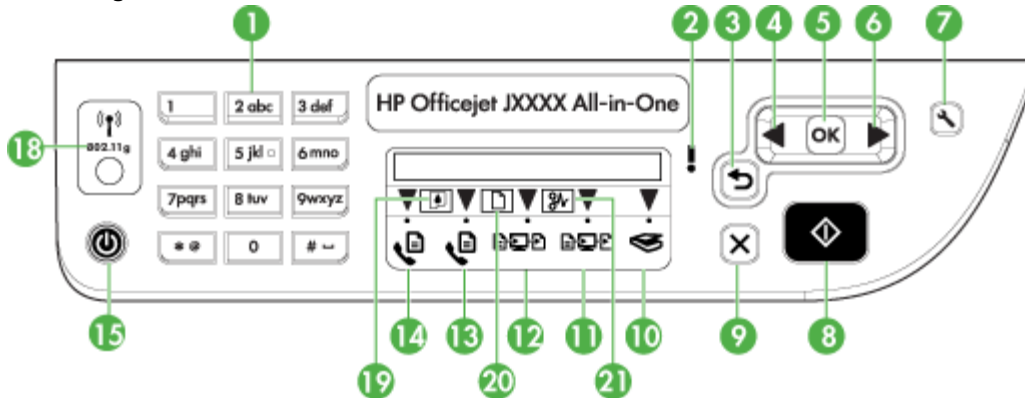 1 2 3 4 5 6 7
1 2 abc 3 def HP Officejet JXXXX All-in-One
18 802.11g 4 ghi 5 jkl 6 mno OK
7pqrs 8 tuv 9wxyz
* @ 0 #
15 14 13 12 11 10 9 8
19 20 21